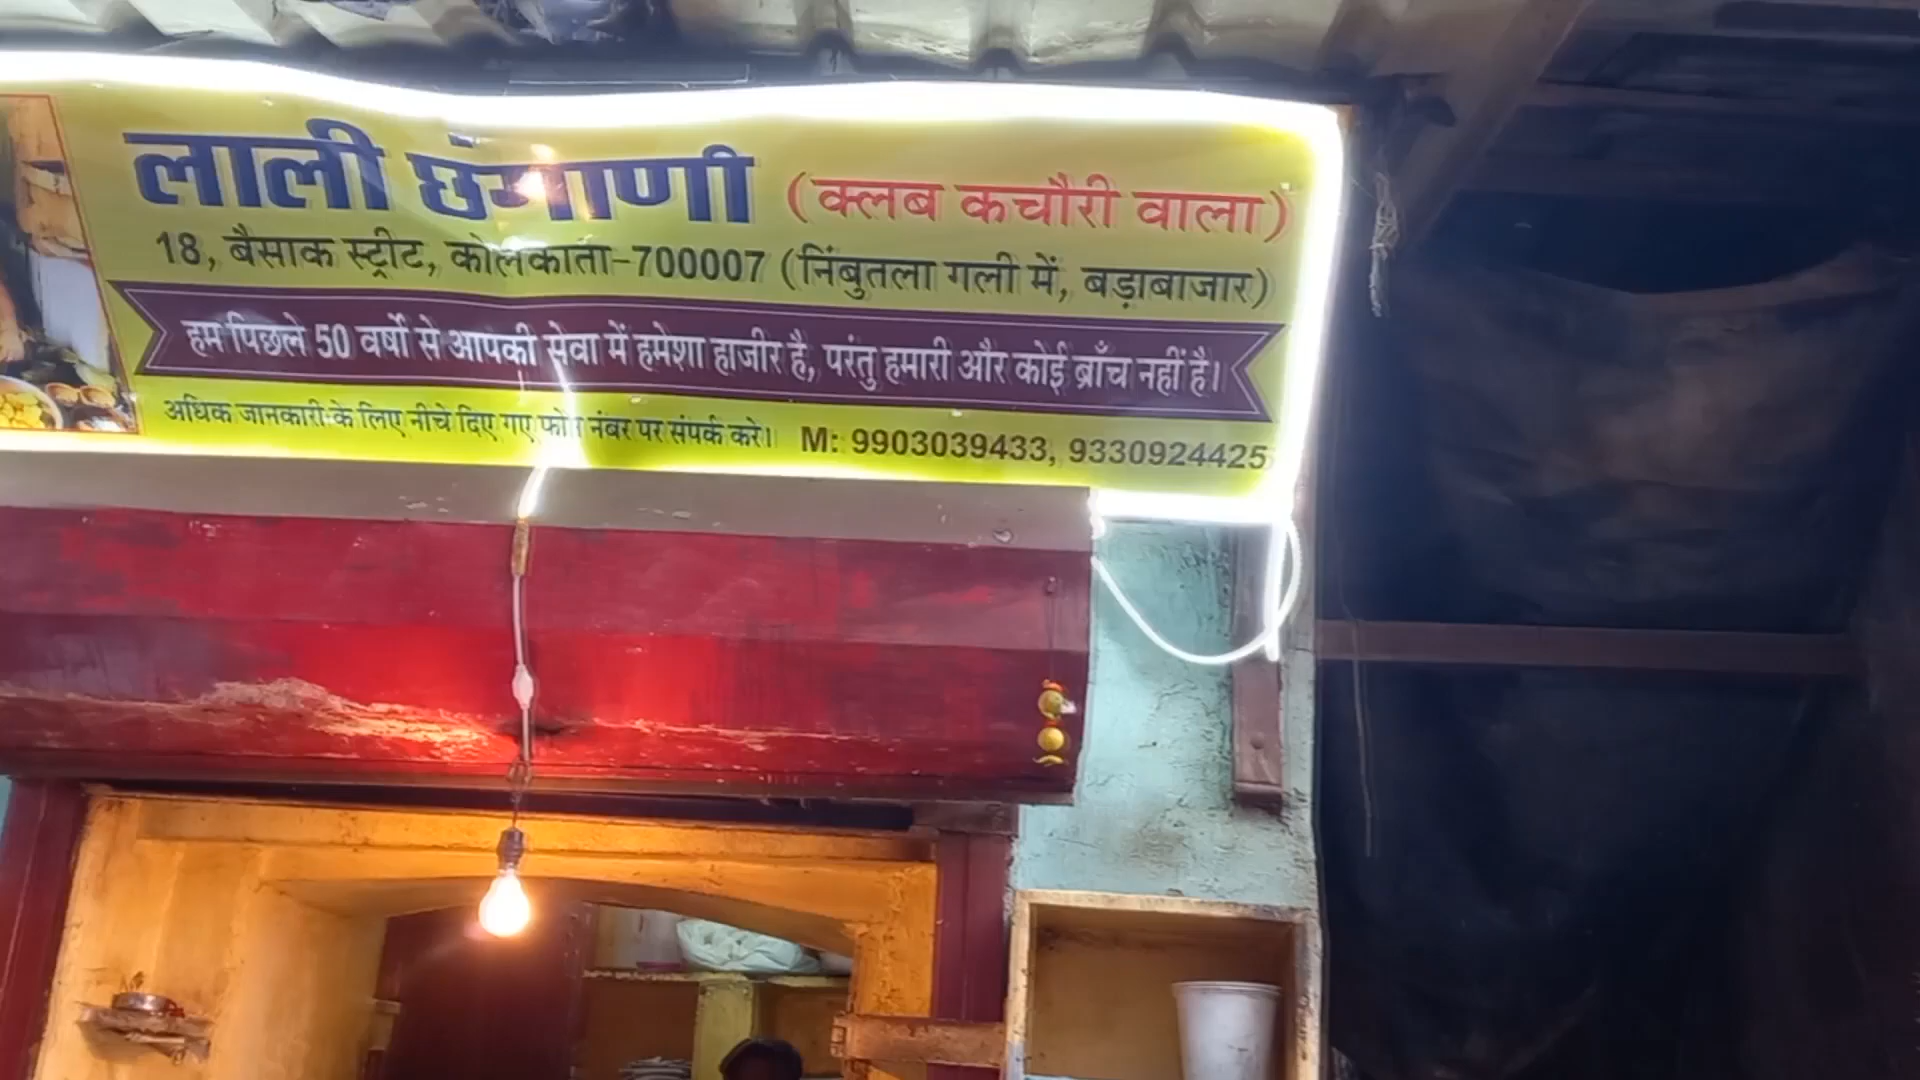 लाली छंगाणी (क्लब कचौरी वाला)
18, बैसाक स्ट्रीट, कोलकाता-700007 (निंबुतला गली में, बड़ाबाजार)
हम पिछले 50 वर्षो से आपकी सेवा में हमेशा हाजीर है, परंतु हमारी और कोई ब्राँच नहीं है।
अधिक जानकारी के लिए नीचे दिए गए फोन नंबर पर संपर्क करे। M: 9903039433, 9330924425